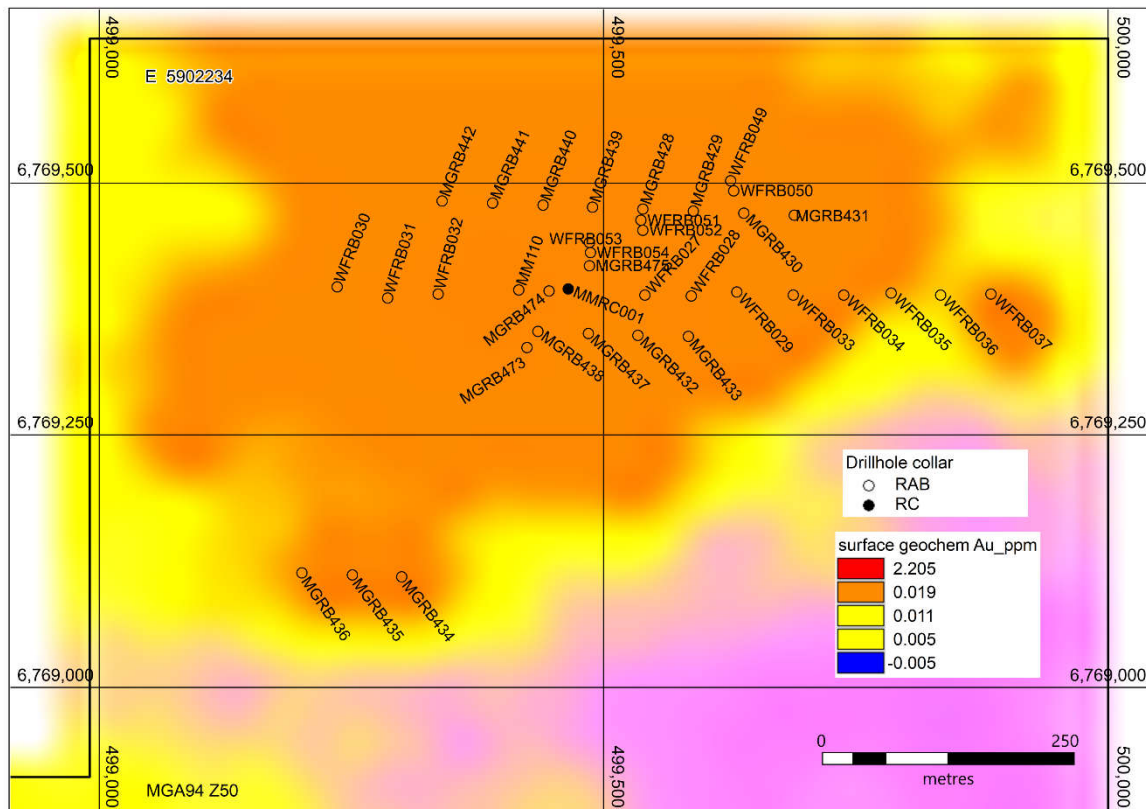 499,000
499,500
500,000
E 5902234
6,769,500
6,769,500
MGRB442
MGRB441
MGRB440
MGRB439
MGRB428
MGRB429
WFRB049
WFRB050
WFRB051
MGRB431
WFRB052
MGRB430
WFRB053
WFRB054
MGRB475
WFRB030
WFRB031
WFRB032
MM110
MGRB474
MMRC001
WFRB027
WFRB028
WFRB029
WFRB033
WFRB034
WFRB035
WFRB036
WFRB037
MGRB473
MGRB438
MGRB437
MGRB432
MGRB433
6,769,250
6,769,250
Drillhole collar
RAB
RC
surface geochem Au_ppm
2.205
0.019
0.011
0.005
-0.005
MGRB436
MGRB435
MGRB434
6,769,000
6,769,000
0 250
metres
MGA94 Z50
499,000
499,500
500,000